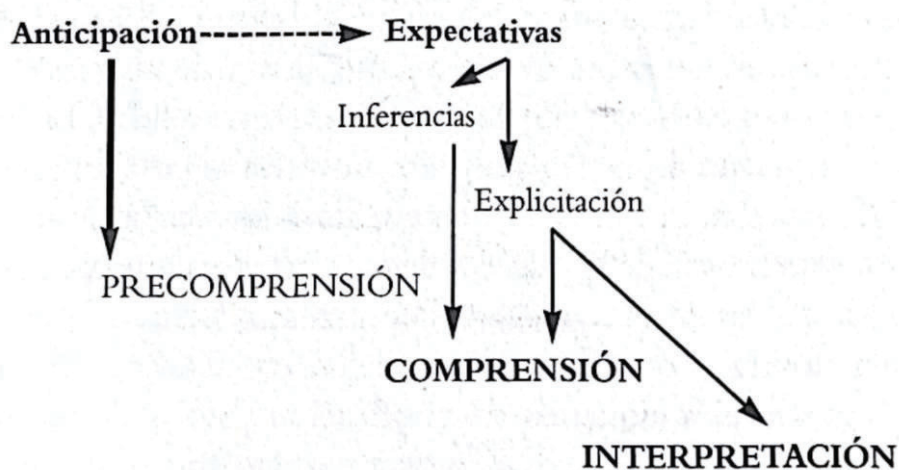 Anticipación Expectativas
Inferencias
Explicitación
PRECOMPRENSIÓN
COMPRENSIÓN
INTERPRETACIÓN